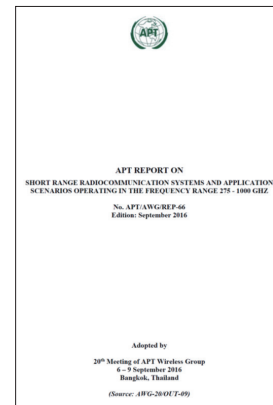 APT
APT REPORT ON
SHORT RANGE RADIOCOMMUNICATION SYSTEMS AND APPLICATION
SCENARIOS OPERATING IN THE FREQUENCY RANGE 275 - 1000 GHZ
No. APT/AWG/REP-66
Edition: September 2016
Adopted by
20th Meeting of APT Wireless Group
6 – 9 September 2016
Bangkok, Thailand
(Source: AWG-20/OUT-09)